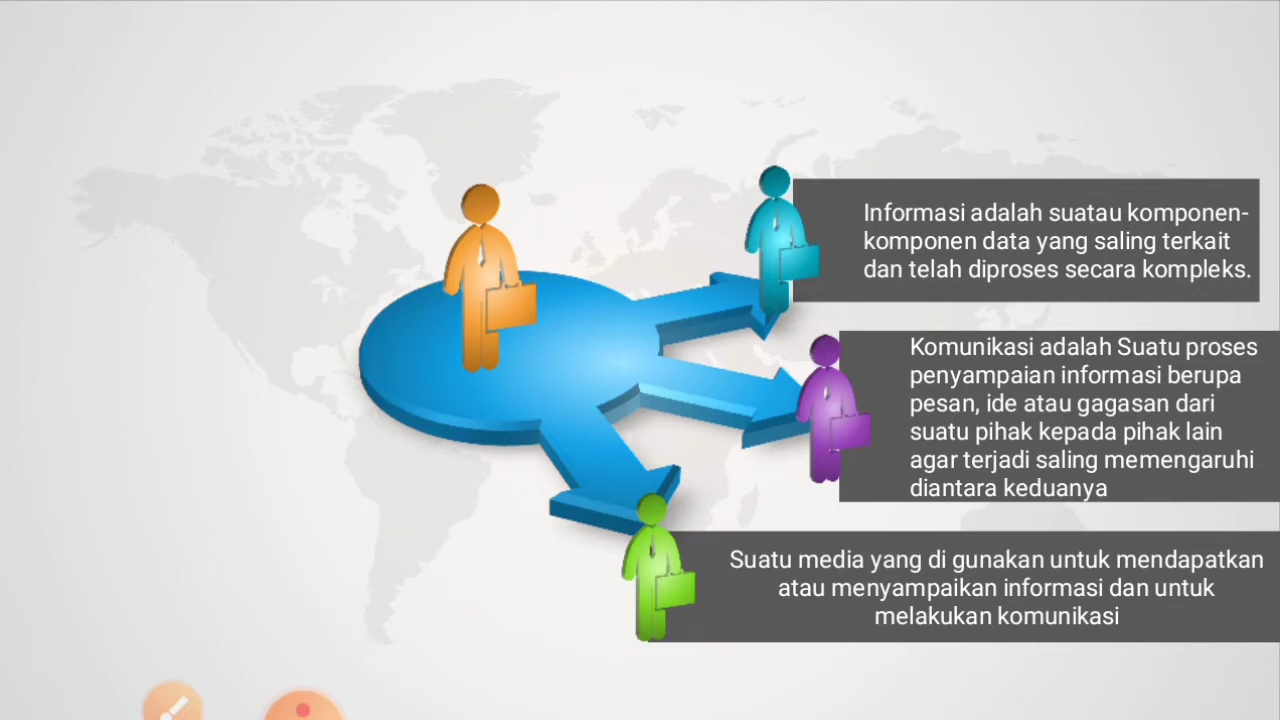 Informasi adalah suatau komponen-
komponen data yang saling terkait
dan telah diproses secara kompleks.
Komunikasi adalah Suatu proses
penyampaian informasi berupa
pesan, ide atau gagasan dari
suatu pihak kepada pihak lain
agar terjadi saling memengaruhi
diantara keduanya
Suatu media yang di gunakan untuk mendapatkan
atau menyampaikan informasi dan untuk
melakukan komunikasi